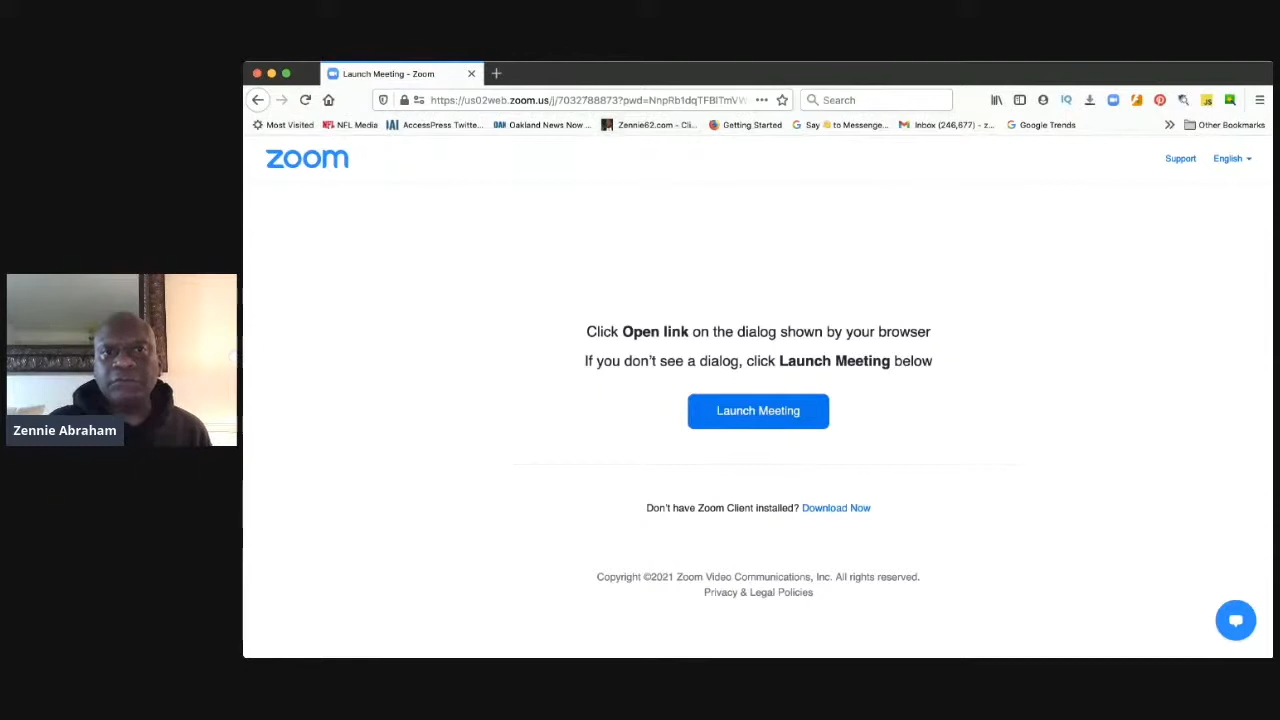 Launch Meeting - Zoom
https://us02web.zoom.us/j/7032788873?pwd=NnpRb1dqTFBlTmVW
Search
Most Visited
NFL Media
AccessPress Twitte...
Oakland News Now ...
Zennie62.com - Cli...
Getting Started
Say 👏 to Messenge...
Inbox (246,677) - z...
Google Trends
Other Bookmarks
zoom
Support
English
Click Open link on the dialog shown by your browser
If you don't see a dialog, click Launch Meeting below
Launch Meeting
Zennie Abraham
Don't have Zoom Client installed? Download Now
Copyright ©2021 Zoom Video Communications, Inc. All rights reserved.
Privacy & Legal Policies